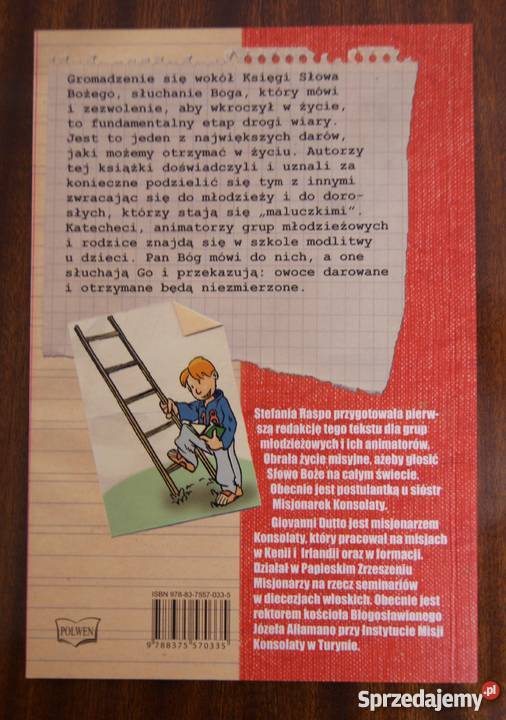 Gromadzenie się wokół Księgi Słowa
Bożego, słuchanie Boga, który mówi
i zezwolenie, aby wkroczył w życie,
to fundamentalny etap drogi wiary.
Jest to jeden z największych darów,
jaki możemy otrzymać w życiu. Autorzy
tej książki doświadczyli i uznali za
konieczne podzielić się tym z innymi
zwracając się do młodzieży i do doro-
słych, którzy stają się „maluczkimi".
Katecheci, animatorzy grup młodzieżowych
i rodzice znajdą się w szkole modlitwy
u dzieci. Pan Bóg mówi do nich, a one
słuchają Go i przekazują: owoce darowane
i otrzymane będą niezmierzone.
Stefania Raspo przygotowała pierw-
szą redakcję tego tekstu dla grup
młodzieżowych i ich animatorów.
Obrała życie misyjne, ażeby głosić
Słowo Boże na całym świecie.
Obecnie jest postulantką u sióstr
Misjonarek Konsolaty.
Giovanni Dutto jest misjonarzem
Konsolaty, który pracował na misjach
w Kenii i Irlandii oraz w formacji.
Działał w Papieskim Zrzeszeniu
Misjonarzy na rzecz seminariów
w diecezjach włoskich. Obecnie jest
rektorem kościoła Błogosławionego
Józefa Allamano przy Instytucie Misji
Konsolaty w Turynie.
ISBN 978-83-7557-033-5
9 788375 570335
POLWEN
Sprzedajemy.pl